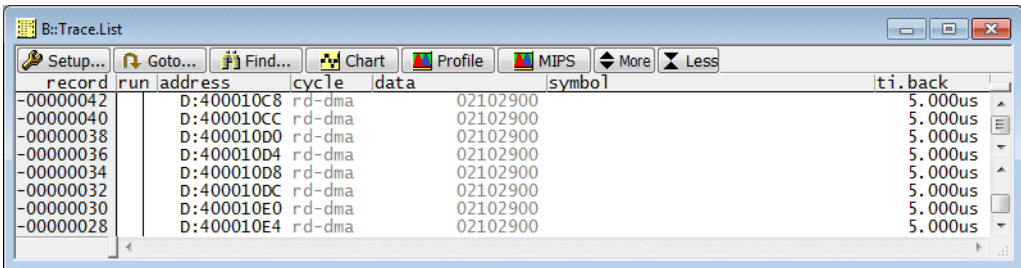 B::Trace.List
Setup... Goto... Find... Chart Profile MIPS More Less
record run address cycle data symbol ti.back
-00000042 D:400010C8 rd-dma 02102900 5.000us
-00000040 D:400010CC rd-dma 02102900 5.000us
-00000038 D:400010D0 rd-dma 02102900 5.000us
-00000036 D:400010D4 rd-dma 02102900 5.000us
-00000034 D:400010D8 rd-dma 02102900 5.000us
-00000032 D:400010DC rd-dma 02102900 5.000us
-00000030 D:400010E0 rd-dma 02102900 5.000us
-00000028 D:400010E4 rd-dma 02102900 5.000us